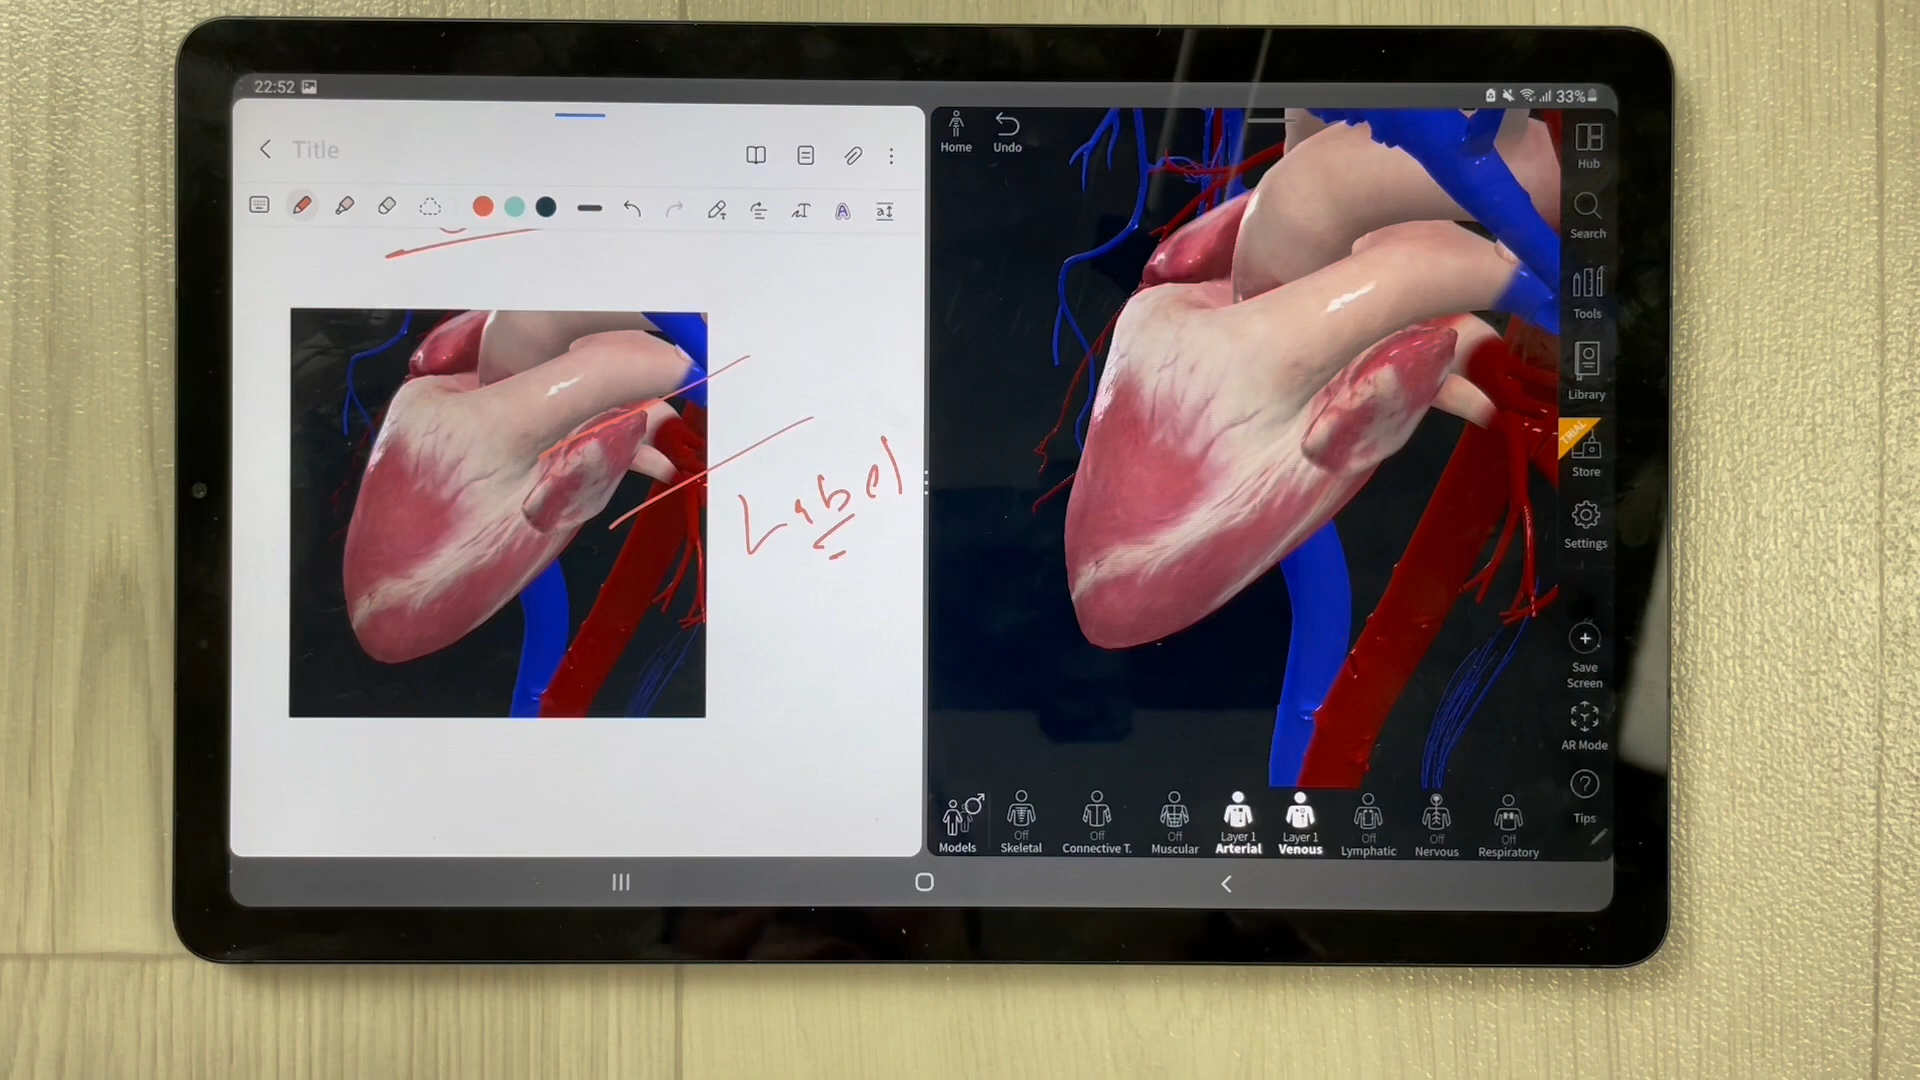 22:52
33%
Title
Label
Home
Undo
Hub
Search
Tools
Library
TRIAL
Store
Settings
Save
Screen
AR Mode
Tips
Models
Off
Skeletal
Off
Connective T.
Off
Muscular
Layer 1
Arterial
Layer 1
Venous
Off
Lymphatic
Off
Nervous
Off
Respiratory